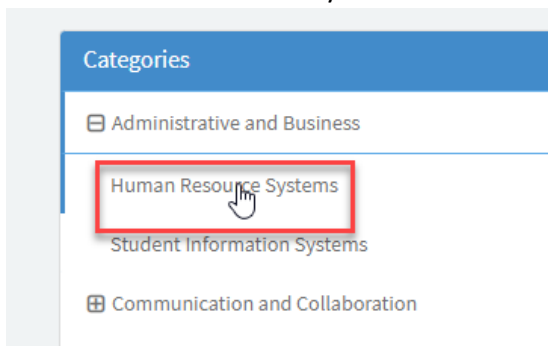 Categories
Administrative and Business
Human Resource Systems
Student Information Systems
Communication and Collaboration